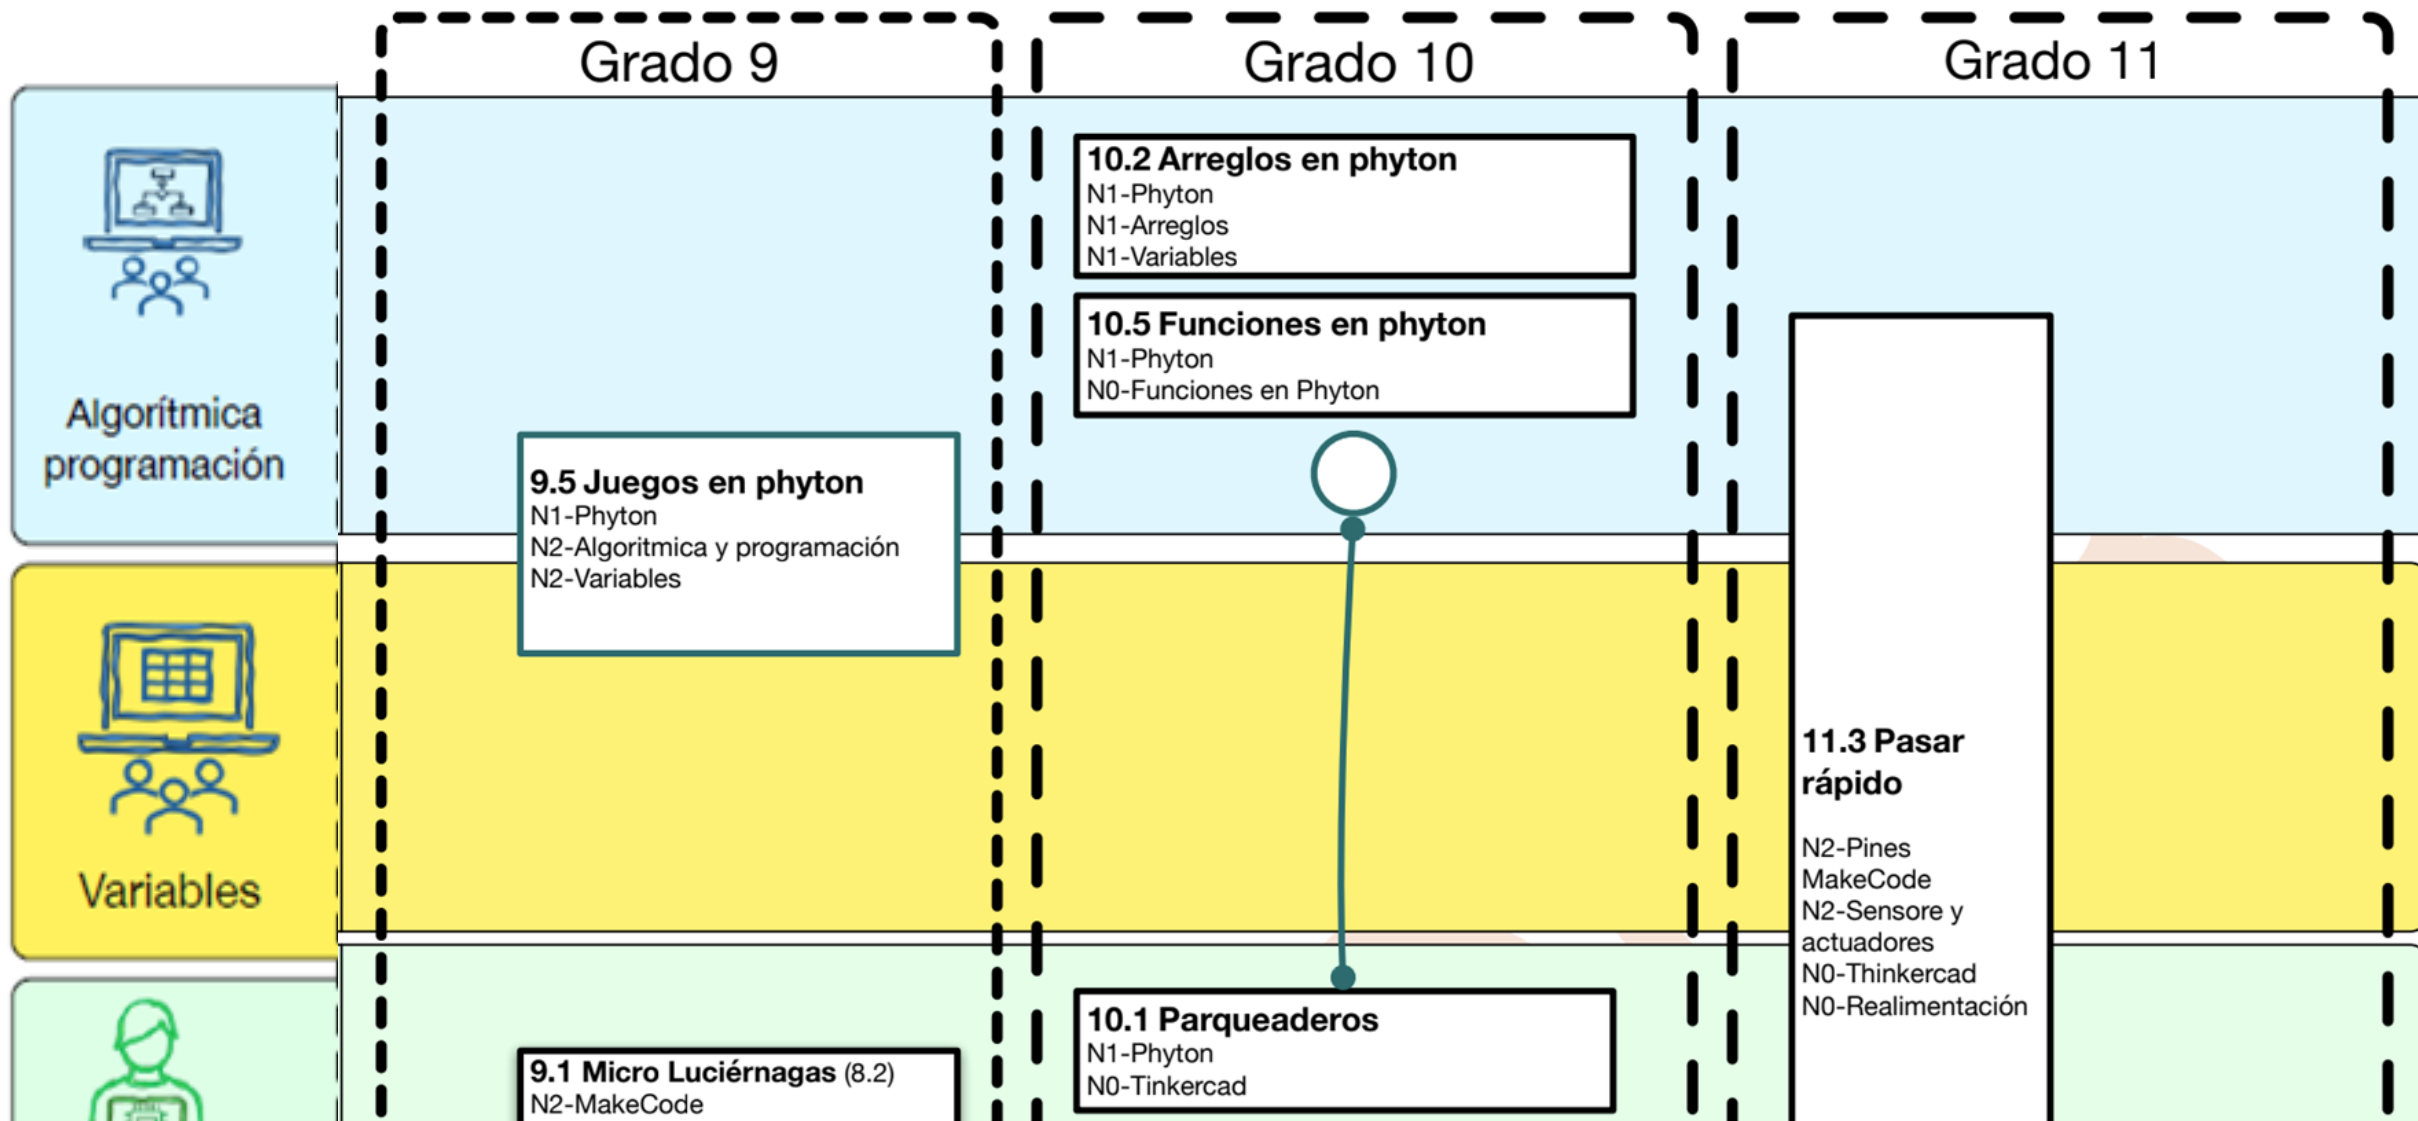 Grado 9
Grado 10
Grado 11
Algorítmica
programación
10.2 Arreglos en phyton
N1-Phyton
N1-Arreglos
N1-Variables
10.5 Funciones en phyton
N1-Phyton
N0-Funciones en Phyton
9.5 Juegos en phyton
N1-Phyton
N2-Algoritmica y programación
N2-Variables
Variables
11.3 Pasar
rápido
N2-Pines
MakeCode
N2-Sensore y
actuadores
N0-Thinkercad
N0-Realimentación
10.1 Parqueaderos
N1-Phyton
N0-Tinkercad
9.1 Micro Luciérnagas (8.2)
N2-MakeCode